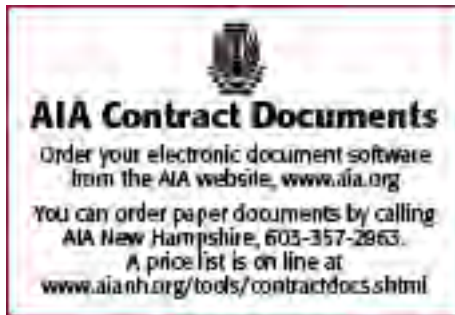 AIA Contract Documents
Order your electronic document software
from the AIA website, www.aia.org
You can order paper documents by calling
AIA New Hampshire, 603-357-2863.
A price list is on line at
www.aianh.org/tools/contractdocs.shtml